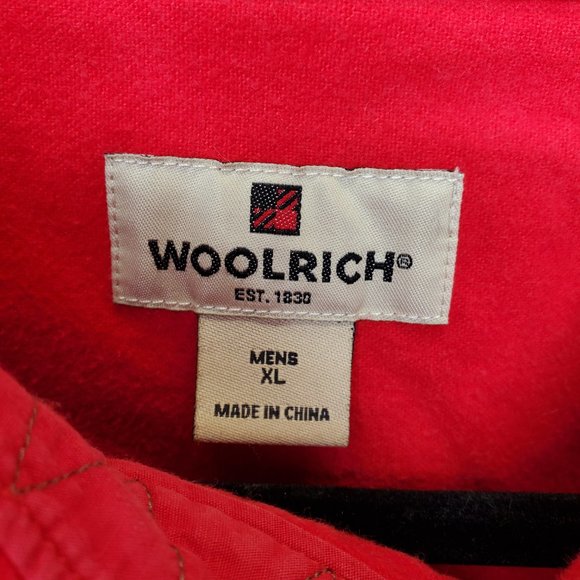 WOOLRICH®
EST. 1830
MENS
XL
MADE IN CHINA